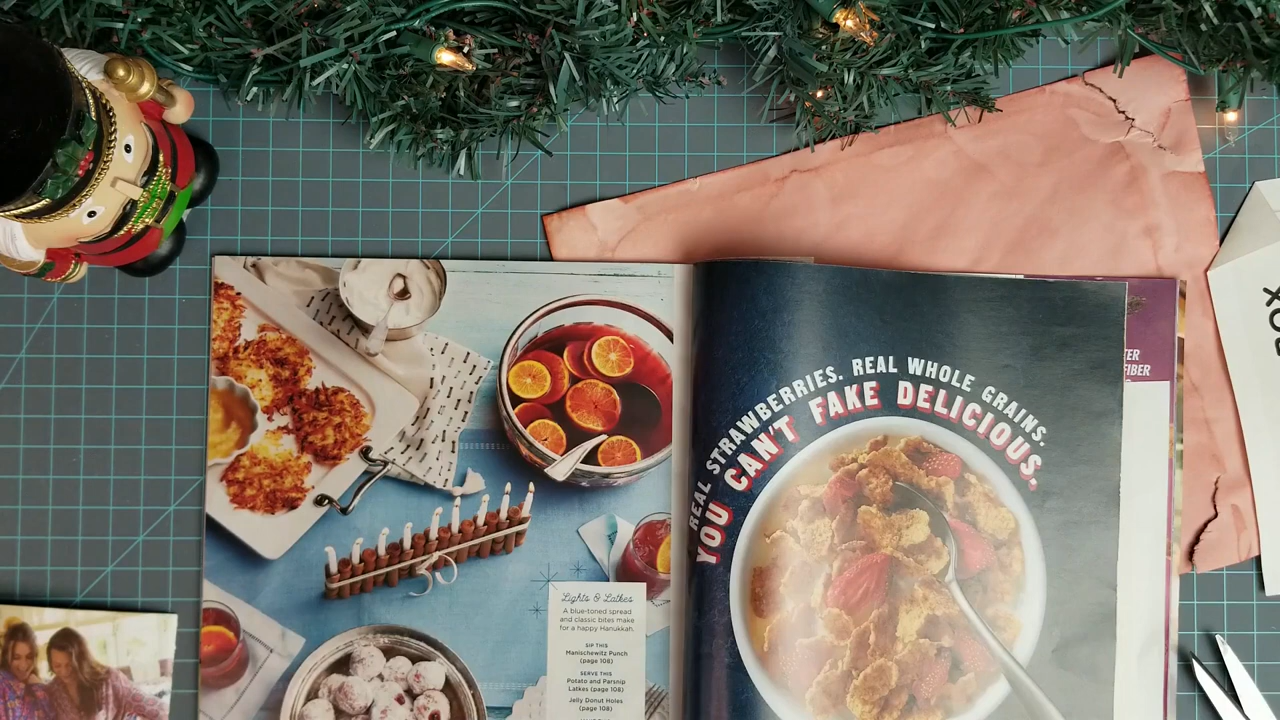 Lights & Latkes
A blue-toned spread
and classic bites make
for a happy Hanukkah.
SIP THIS
Manischewitz Punch
(page 108)
SERVE THIS
Potato and Parsnip
Latkes (page 108)
Jelly Donut Holes
(page 108)
REAL STRAWBERRIES. REAL WHOLE GRAINS.
YOU CAN'T FAKE DELICIOUS.
FIBER